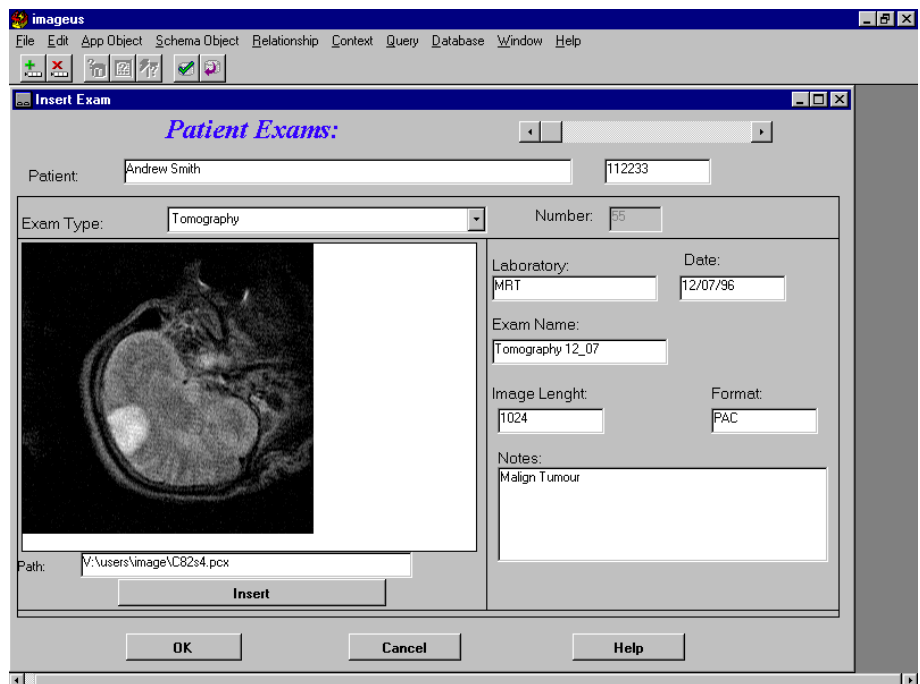 imageus
File Edit App Object Schema Object Relationship Context Query Database Window Help
Insert Exam
Patient Exams:
Patient: Andrew Smith 112233
Exam Type: Tomography Number: 55
Laboratory: Date:
MRT 12/07/96
Exam Name:
Tomography 12_07
Image Lenght: Format:
1024 PAC
Notes:
Malign Tumour
Path: V:\users\image\C82s4.pcx
Insert
OK Cancel Help